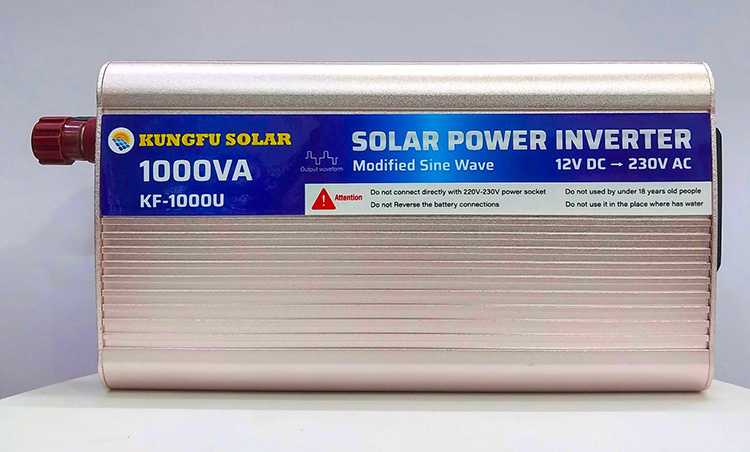 KUNGFU SOLAR
1000VA
KF-1000U
Output waveform
SOLAR POWER INVERTER
Modified Sine Wave
12V DC → 230V AC
Attention
Do not connect directly with 220V-230V power socket
Do not Reverse the battery connections
Do not used by under 18 years old people
Do not use it in the place where has water